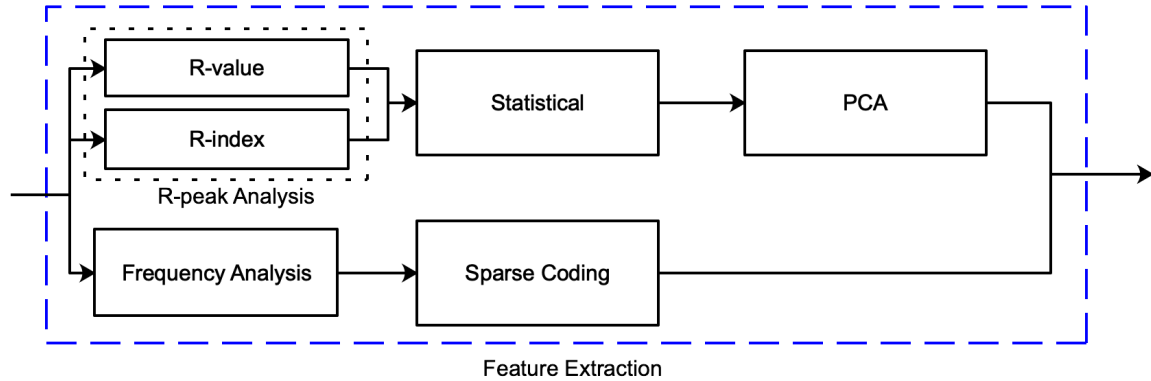 R-value
Statistical
PCA
R-index
R-peak Analysis
Frequency Analysis
Sparse Coding
Feature Extraction